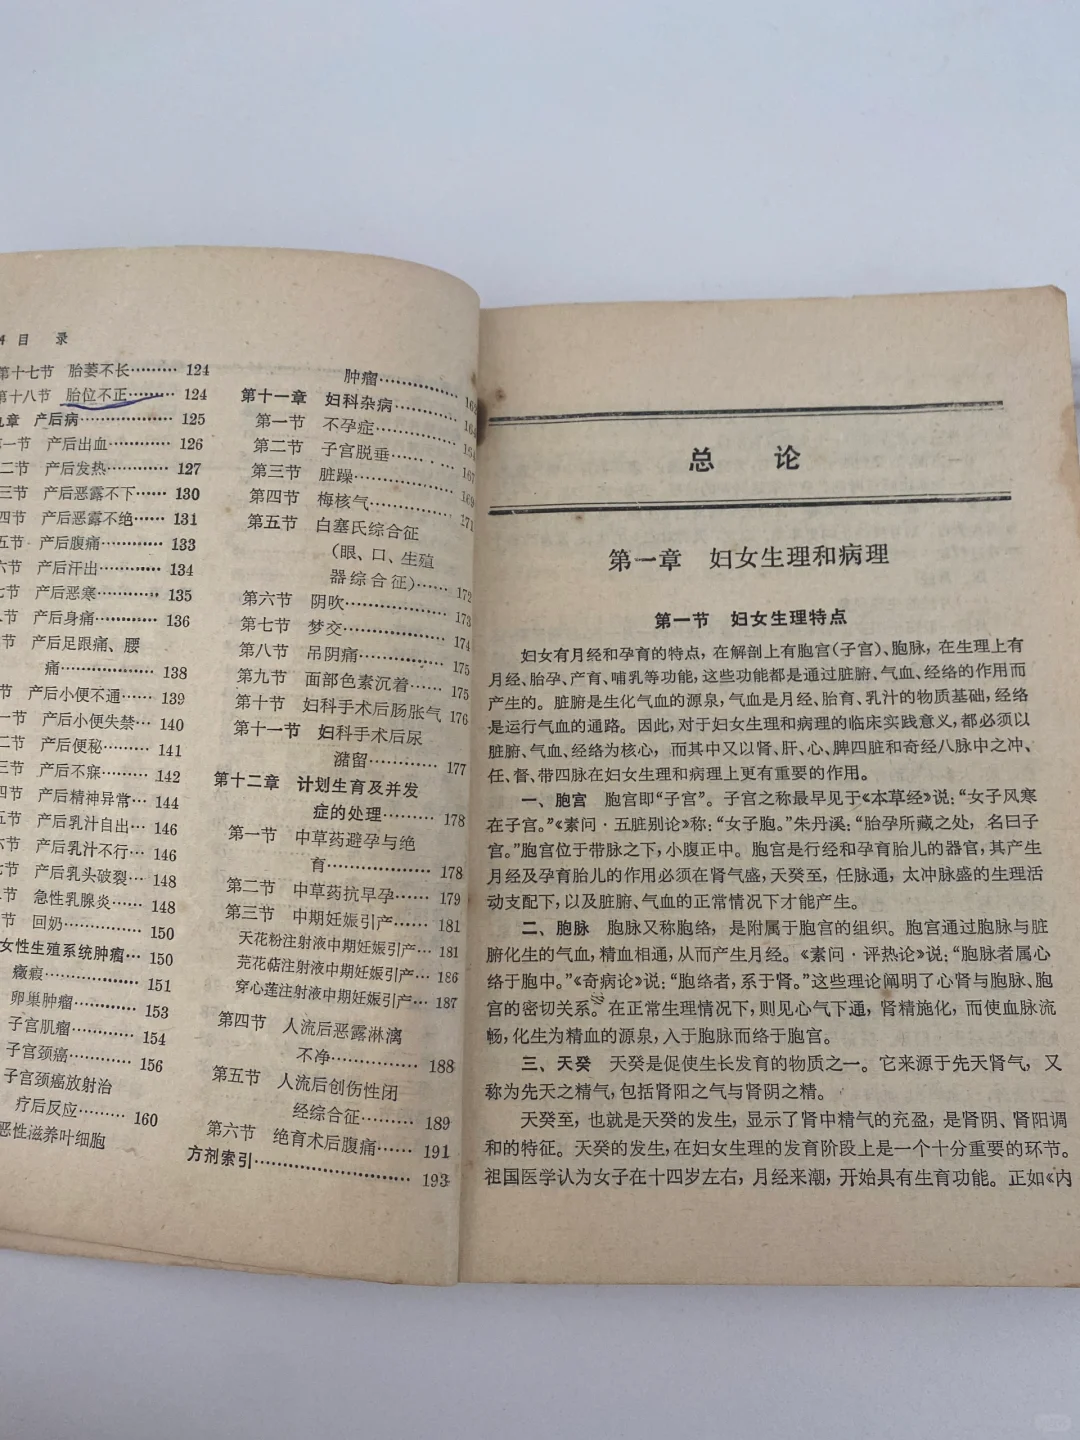 4 目 录
第十七节 胎萎不长……… 124
第十八节 胎位不正……… 124
九章 产后病……………… 125
一节 产后出血………… 126
二节 产后发热………… 127
三节 产后恶露不下…… 130
四节 产后恶露不绝…… 131
五节 产后腹痛………… 133
六节 产后汗出………… 134
七节 产后恶寒………… 135
节 产后身痛………… 136
节 产后足跟痛、腰
痛……………… 138
节 产后小便不通…… 139
一节 产后小便失禁… 140
二节 产后便秘……… 141
三节 产后不寐……… 142
四节 产后精神异常… 144
五节 产后乳汁自出… 146
六节 产后乳汁不行… 146
七节 产后乳头破裂… 148
节 急性乳腺炎…… 148
节 回奶…………… 150
女性生殖系统肿瘤… 150
癥瘕……………… 151
卵巢肿瘤………… 153
子宫肌瘤………… 154
子宫颈癌………… 156
子宫颈癌放射治
疗后反应……… 160
恶性滋养叶细胞
肿瘤……………
第十一章 妇科杂病………
第一节 不孕症…………
第二节 子宫脱垂……… 167
第三节 脏躁…………… 169
第四节 梅核气………… 171
第五节 白塞氏综合征
(眼、口、生殖
器综合征)…… 172
第六节 阴吹…………… 173
第七节 梦交…………… 174
第八节 吊阴痛………… 175
第九节 面部色素沉着… 175
第十节 妇科手术后肠胀气 176
第十一节 妇科手术后尿
潴留………… 177
第十二章 计划生育及并发
症的处理……… 178
第一节 中草药避孕与绝
育……………… 178
第二节 中草药抗早孕… 179
第三节 中期妊娠引产… 181
天花粉注射液中期妊娠引产… 181
芫花萜注射液中期妊娠引产… 186
穿心莲注射液中期妊娠引产… 187
第四节 人流后恶露淋漓
不净………… 188
第五节 人流后创伤性闭
经综合征……… 189
第六节 绝育术后腹痛… 191
方剂索引……………………… 193
总 论
第一章 妇女生理和病理
第一节 妇女生理特点
妇女有月经和孕育的特点，在解剖上有胞宫(子宫)、胞脉，在生理上有
月经、胎孕、产育、哺乳等功能，这些功能都是通过脏腑、气血、经络的作用而
产生的。脏腑是生化气血的源泉，气血是月经、胎育、乳汁的物质基础，经络
是运行气血的通路。因此，对于妇女生理和病理的临床实践意义，都必须以
脏腑、气血、经络为核心，而其中又以肾、肝、心、脾四脏和奇经八脉中之冲、
任、督、带四脉在妇女生理和病理上更有重要的作用。
一、胞宫 胞宫即“子宫”。子宫之称最早见于《本草经》说：“女子风寒
在子宫。”《素问·五脏别论》称：“女子胞。”朱丹溪：“胎孕所藏之处，名曰子
宫。”胞宫位于带脉之下，小腹正中。胞宫是行经和孕育胎儿的器官，其产生
月经及孕育胎儿的作用必须在肾气盛，天癸至，任脉通，太冲脉盛的生理活
动支配下，以及脏腑、气血的正常情况下才能产生。
二、胞脉 胞脉又称胞络，是附属于胞宫的组织。胞宫通过胞脉与脏
腑化生的气血，精血相通，从而产生月经。《素问·评热论》说：“胞脉者属心
络于胞中。”《奇病论》说：“胞络者，系于肾。”这些理论阐明了心肾与胞脉、胞
宫的密切关系。在正常生理情况下，则见心气下通，肾精施化，而使血脉流
畅，化生为精血的源泉，入于胞脉而络于胞宫。
三、天癸 天癸是促使生长发育的物质之一。它来源于先天肾气，又
称为先天之精气，包括肾阳之气与肾阴之精。
天癸至，也就是天癸的发生，显示了肾中精气的充盈，是肾阴、肾阳调
和的特征。天癸的发生，在妇女生理的发育阶段上是一个十分重要的环节。
祖国医学认为女子在十四岁左右，月经来潮，开始具有生育功能。正如《内